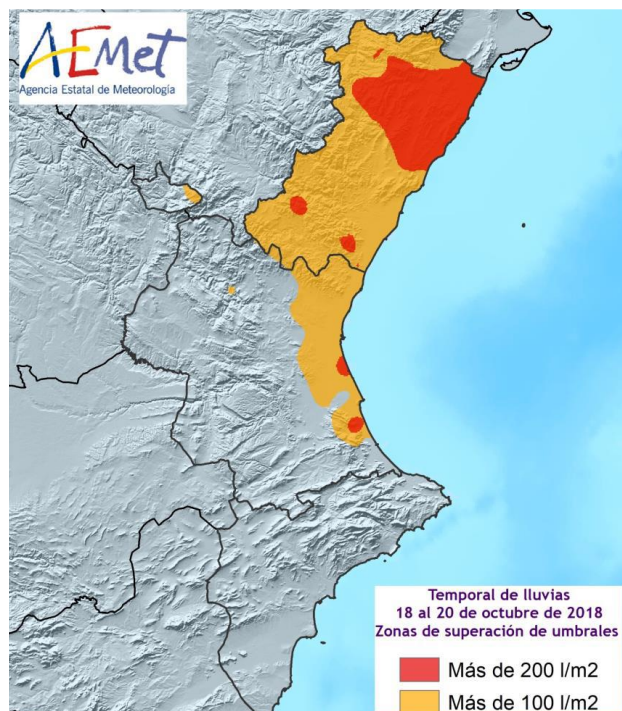 AEMet
Agencia Estatal de Meteorología
Temporal de lluvias
18 al 20 de octubre de 2018
Zonas de superación de umbrales
Más de 200 l/m2
Más de 100 l/m2